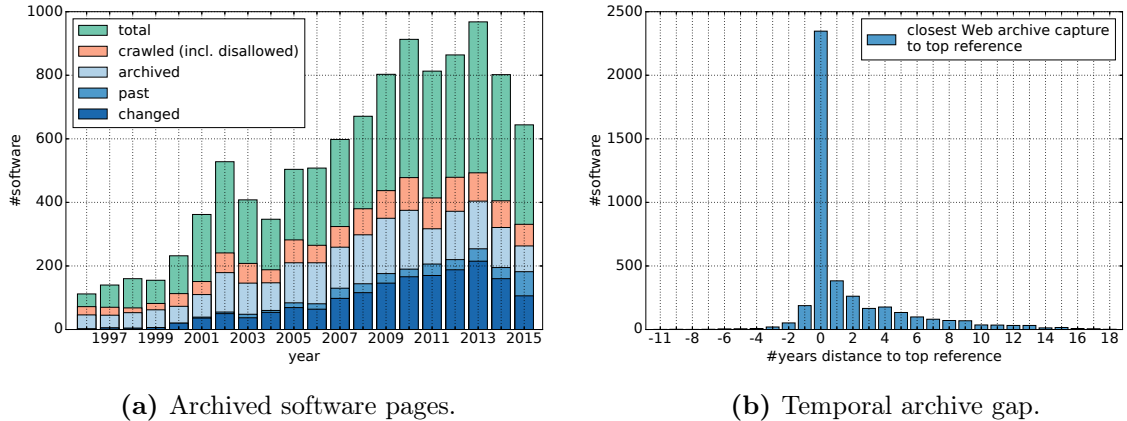 1000
800
600
400
200
0
#software
total
crawled (incl. disallowed)
archived
past
changed
1997 1999 2001 2003 2005 2007 2009 2011 2013 2015
year
(a) Archived software pages.
2500
2000
1500
1000
500
0
#software
closest Web archive capture
to top reference
-11 -8 -6 -4 -2 0 2 4 6 8 10 12 14 16 18
#years distance to top reference
(b) Temporal archive gap.